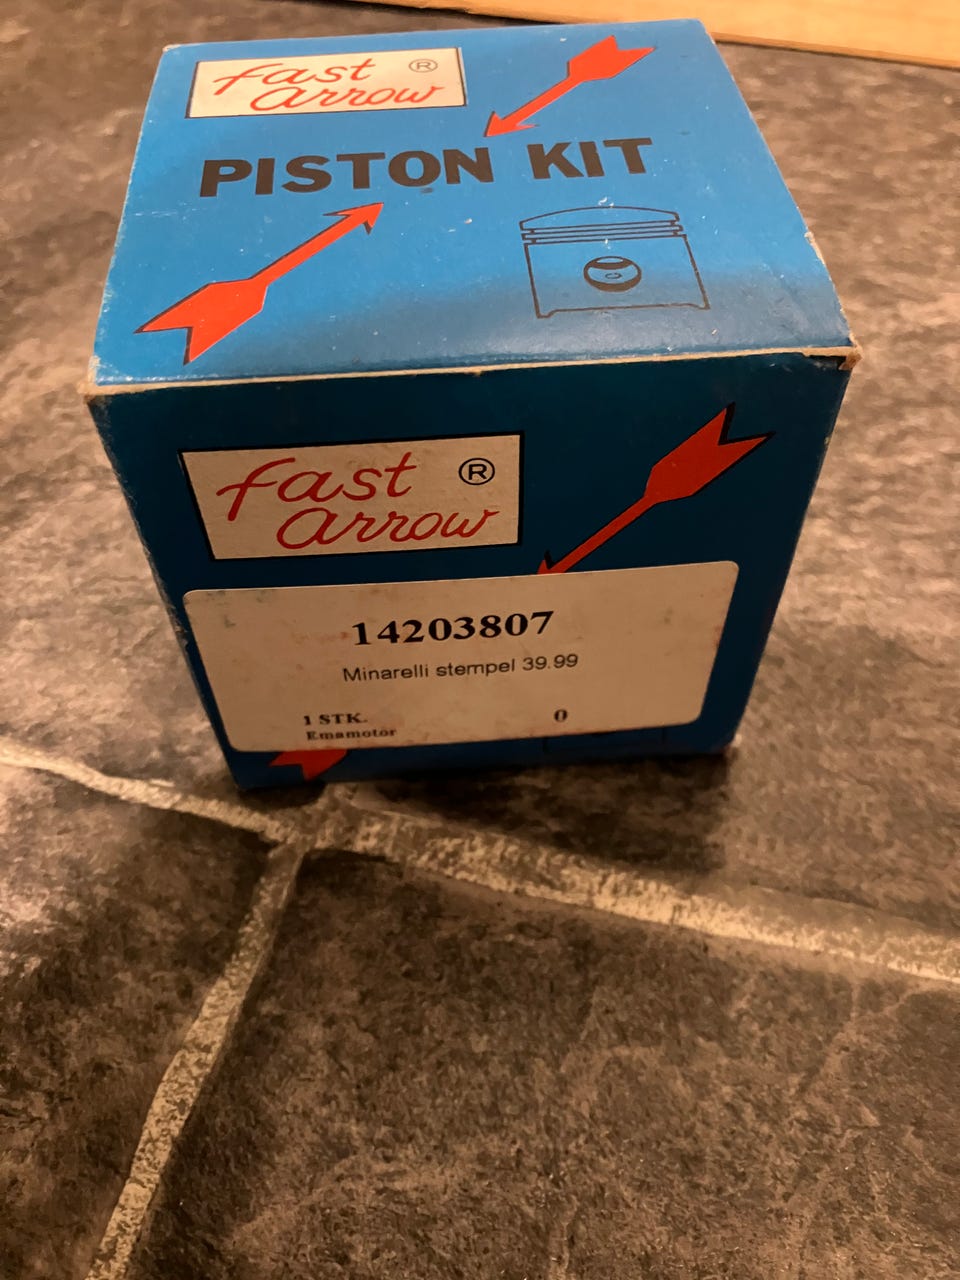 fast ®
arrow
PISTON KIT
fast ®
arrow
14203807
Minarelli stempel 39.99
1 STK. 0
Emamotor